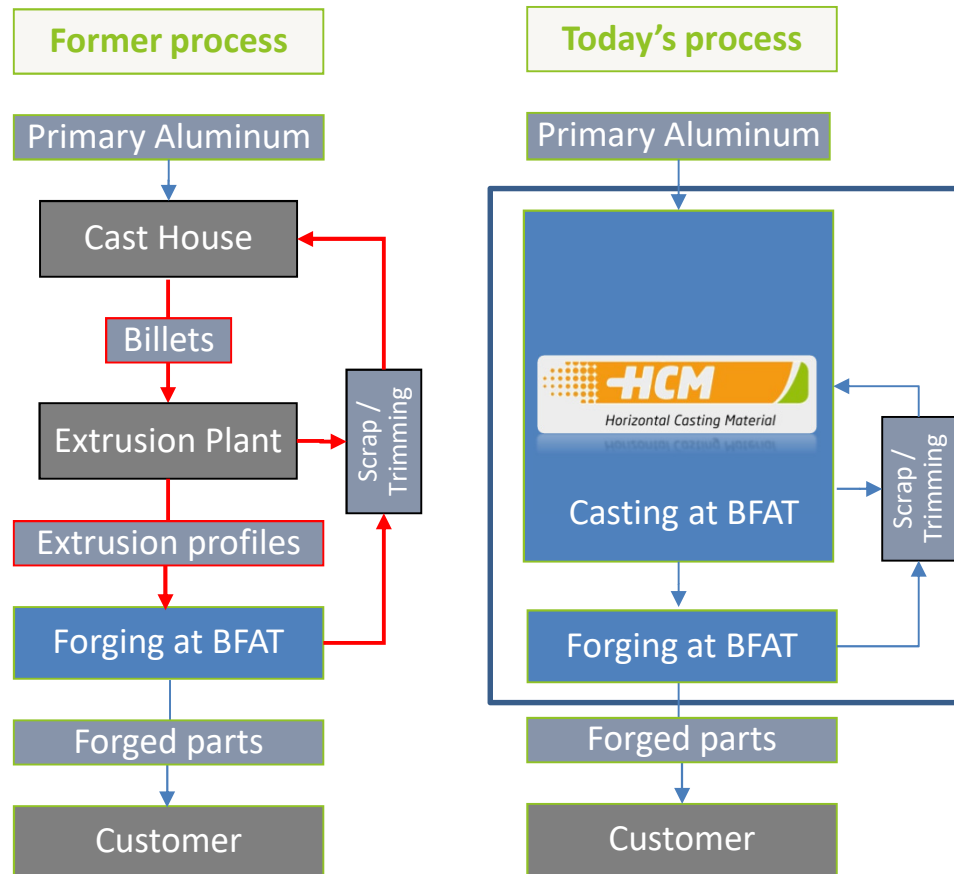 Former process
Primary Aluminum
Cast House
Billets
Extrusion Plant
Scrap /
Trimming
Extrusion profiles
Forging at BFAT
Forged parts
Customer
Today’s process
Primary Aluminum
HCM
Horizontal Casting Material
Casting at BFAT
Scrap /
Trimming
Forging at BFAT
Forged parts
Customer